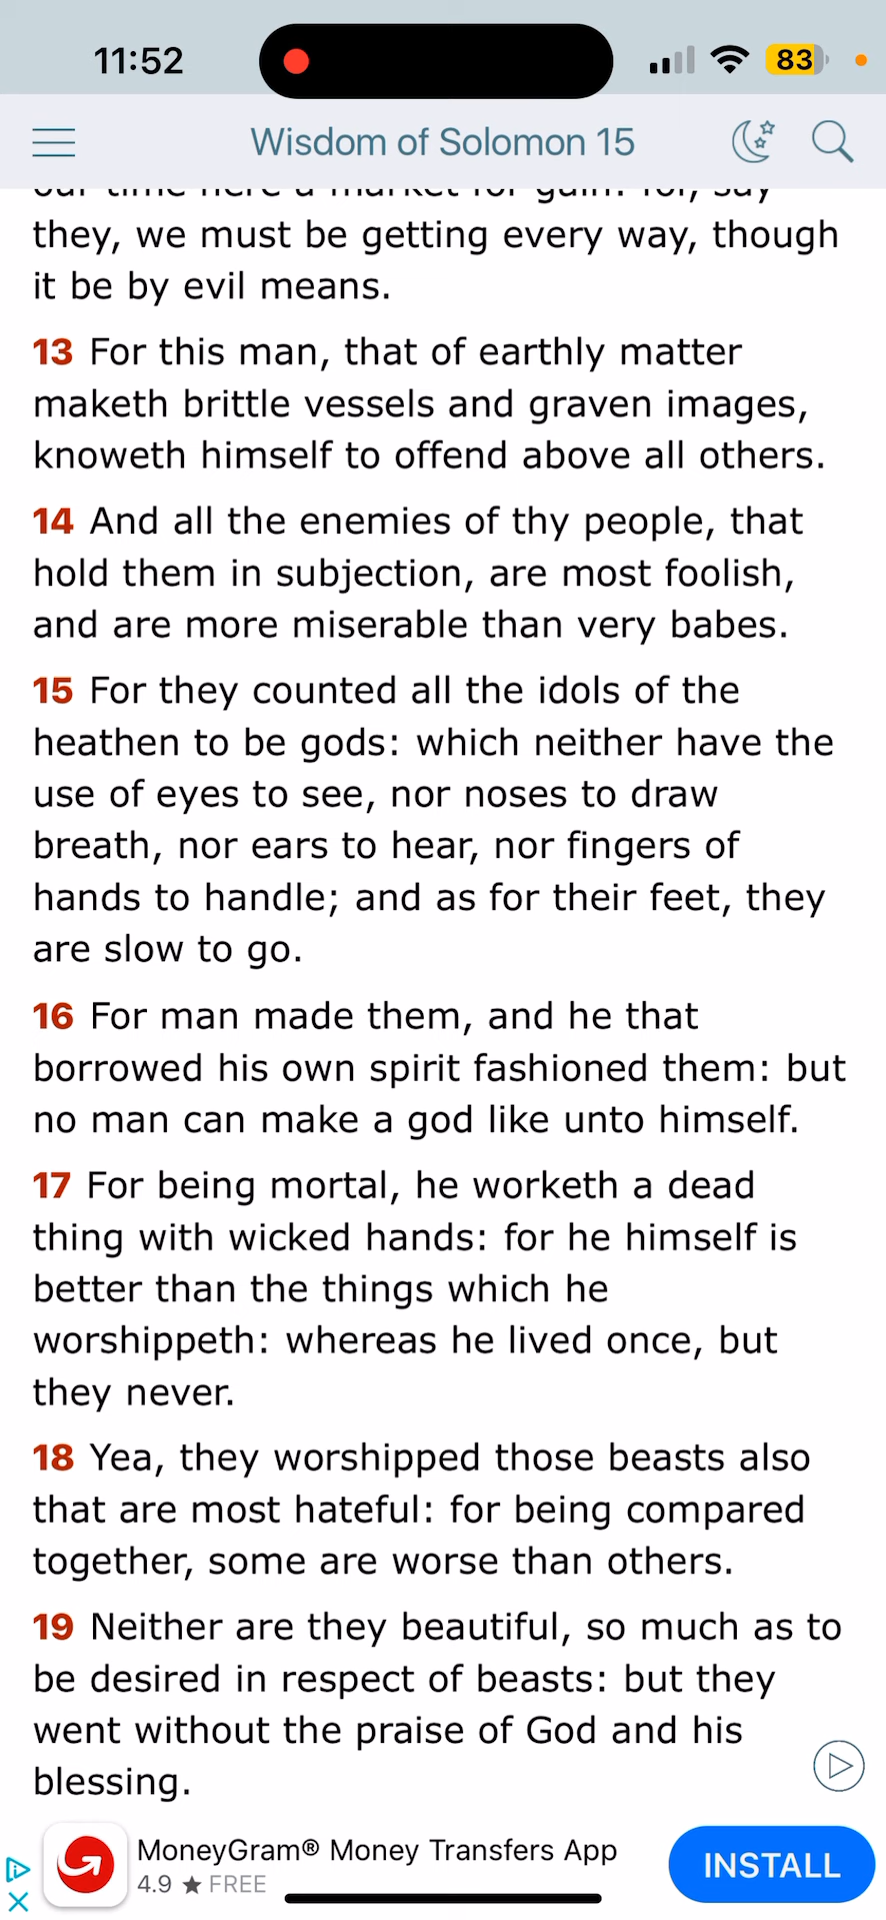 11:52
83
Wisdom of Solomon 15
our time here a market for gain: for, say
they, we must be getting every way, though
it be by evil means.
13 For this man, that of earthly matter
maketh brittle vessels and graven images,
knoweth himself to offend above all others.
14 And all the enemies of thy people, that
hold them in subjection, are most foolish,
and are more miserable than very babes.
15 For they counted all the idols of the
heathen to be gods: which neither have the
use of eyes to see, nor noses to draw
breath, nor ears to hear, nor fingers of
hands to handle; and as for their feet, they
are slow to go.
16 For man made them, and he that
borrowed his own spirit fashioned them: but
no man can make a god like unto himself.
17 For being mortal, he worketh a dead
thing with wicked hands: for he himself is
better than the things which he
worshippeth: whereas he lived once, but
they never.
18 Yea, they worshipped those beasts also
that are most hateful: for being compared
together, some are worse than others.
19 Neither are they beautiful, so much as to
be desired in respect of beasts: but they
went without the praise of God and his
blessing.
MoneyGram® Money Transfers App
4.9 ★ FREE
INSTALL